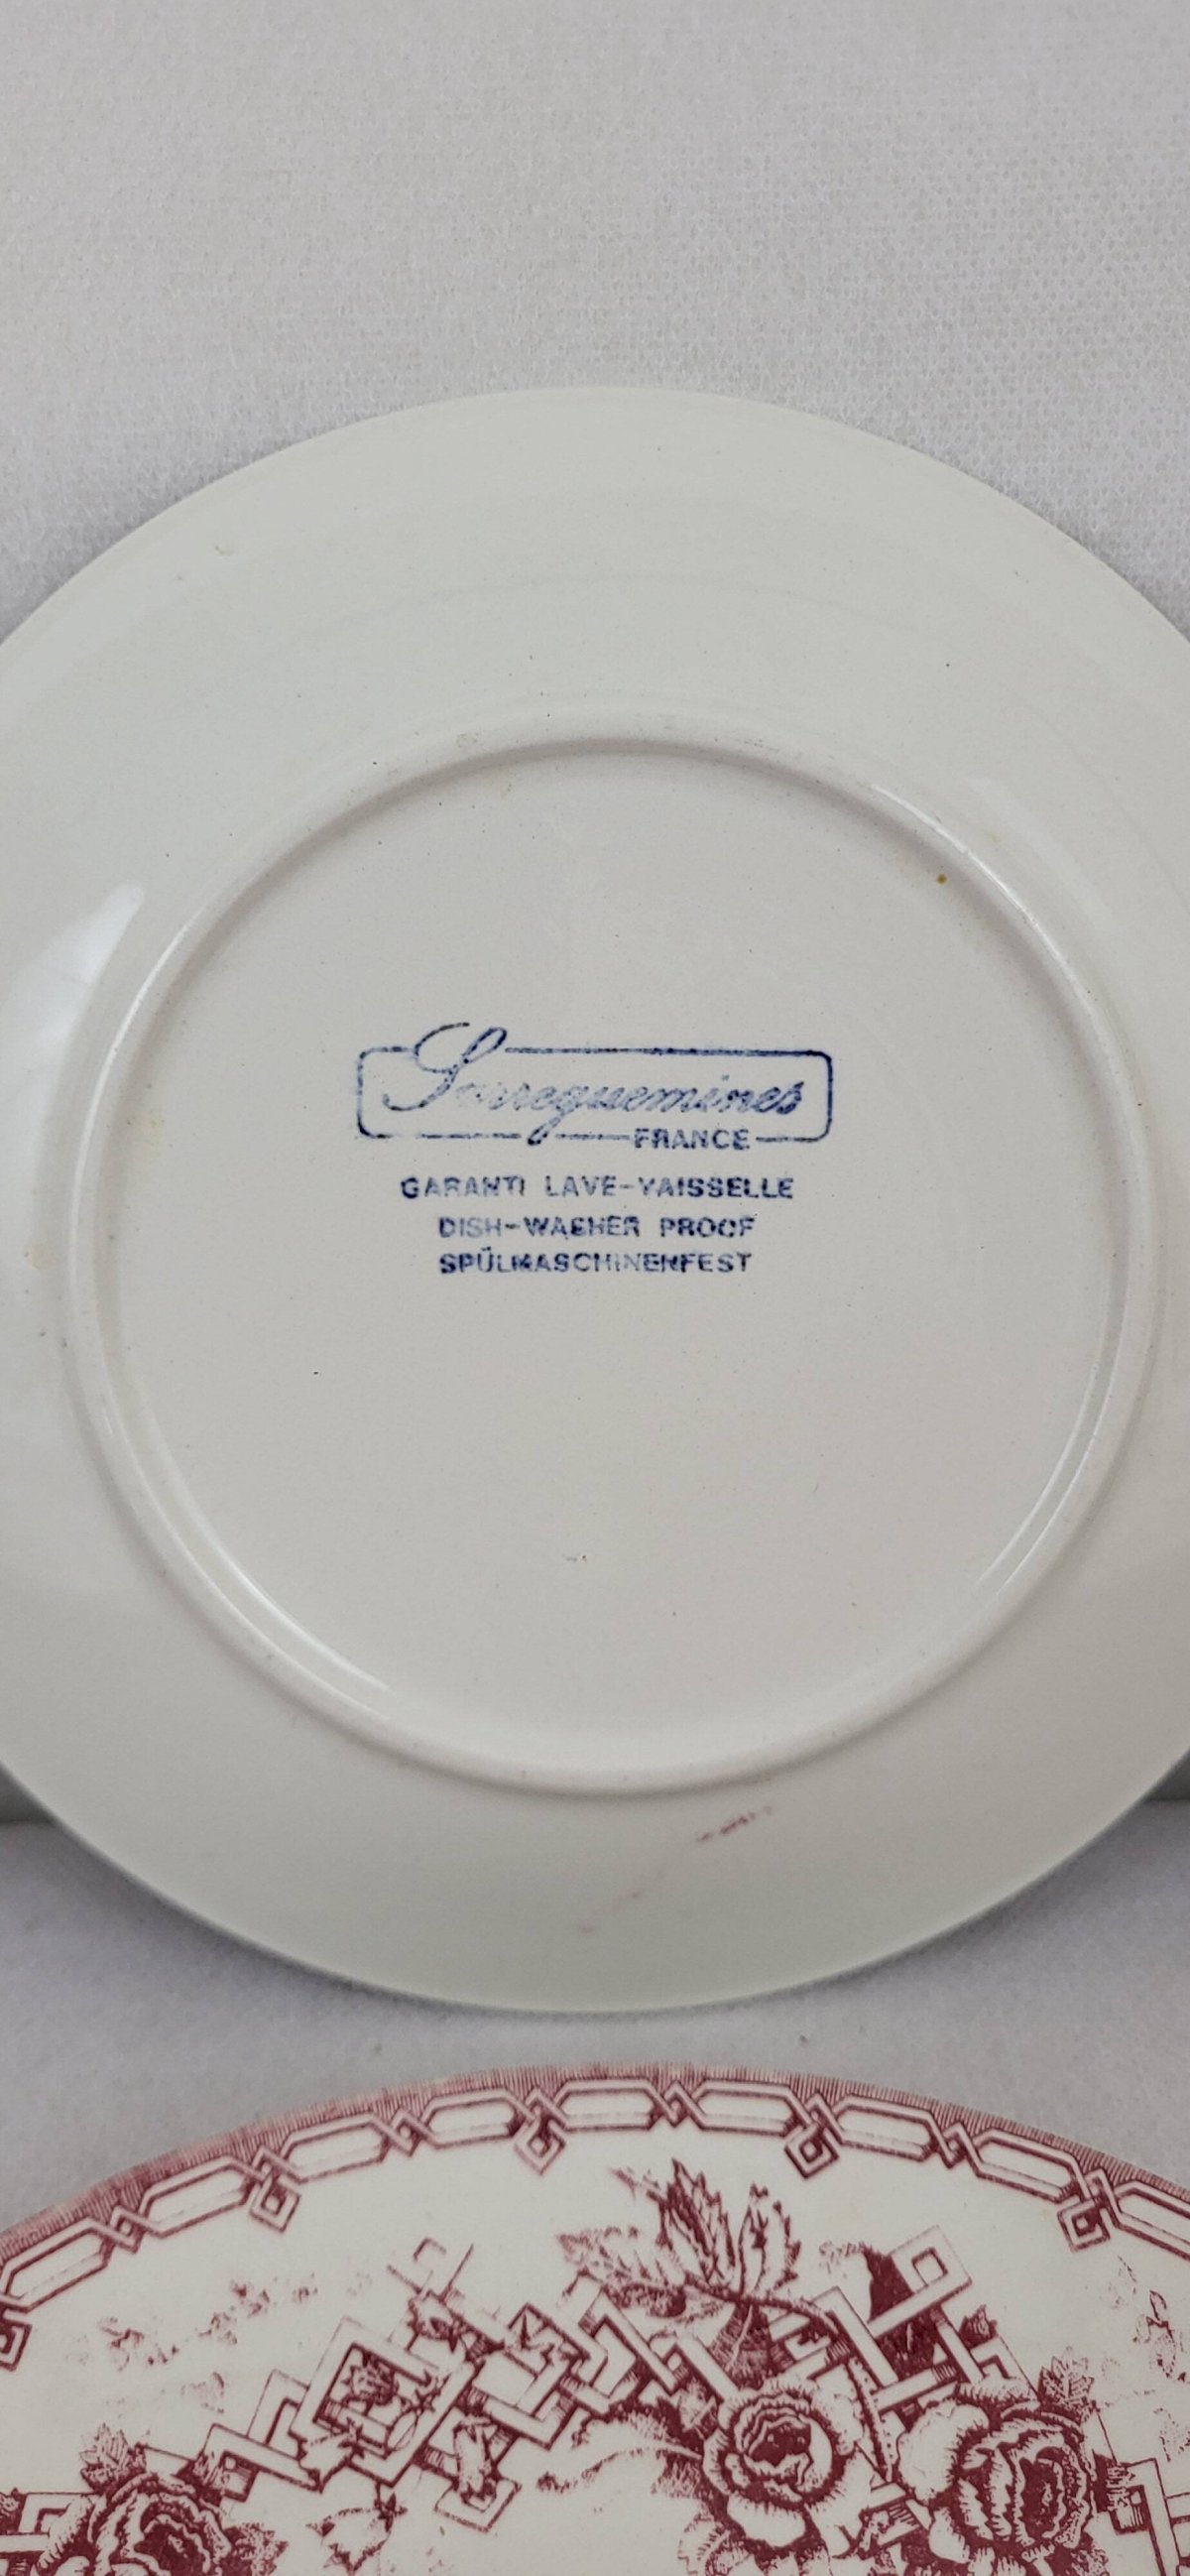 Sarreguemines
FRANCE
GARANTI LAVE-VAISSELLE
DISH-WASHER PROOF
SPÜLMASCHINENFEST